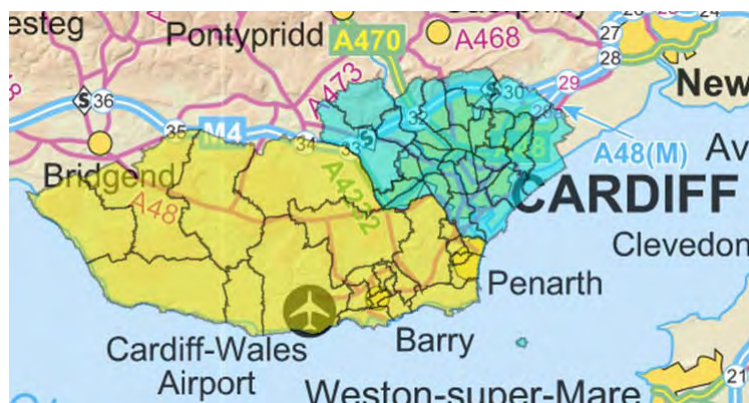 esteg
Pontypridd
A470
A468
27
28
24
A473
S 36
S 30
29
New
35
M4
34
33
32
Bridgend
A48(M)
Av
A48
A4232
CARDIFF
Clevedon
Penarth
Cardiff-Wales
Airport
Barry
Weston-super-Mare
21